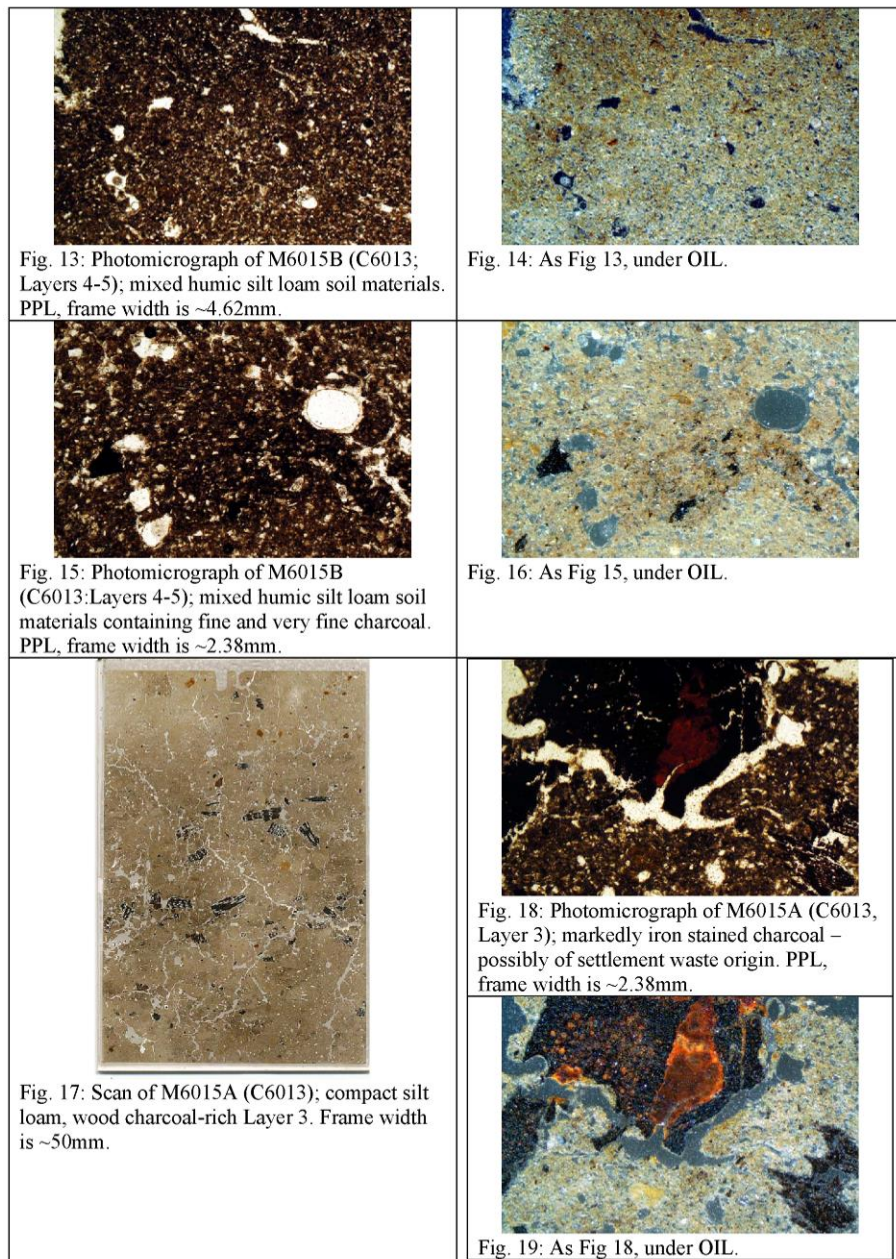 Fig. 13: Photomicrograph of M6015B (C6013;
Layers 4-5); mixed humic silt loam soil materials.
PPL, frame width is ~4.62mm.
Fig. 14: As Fig 13, under OIL.
Fig. 15: Photomicrograph of M6015B
(C6013:Layers 4-5); mixed humic silt loam soil
materials containing fine and very fine charcoal.
PPL, frame width is ~2.38mm.
Fig. 16: As Fig 15, under OIL.
Fig. 17: Scan of M6015A (C6013); compact silt
loam, wood charcoal-rich Layer 3. Frame width
is ~50mm.
Fig. 18: Photomicrograph of M6015A (C6013,
Layer 3); markedly iron stained charcoal –
possibly of settlement waste origin. PPL,
frame width is ~2.38mm.
Fig. 19: As Fig 18, under OIL.